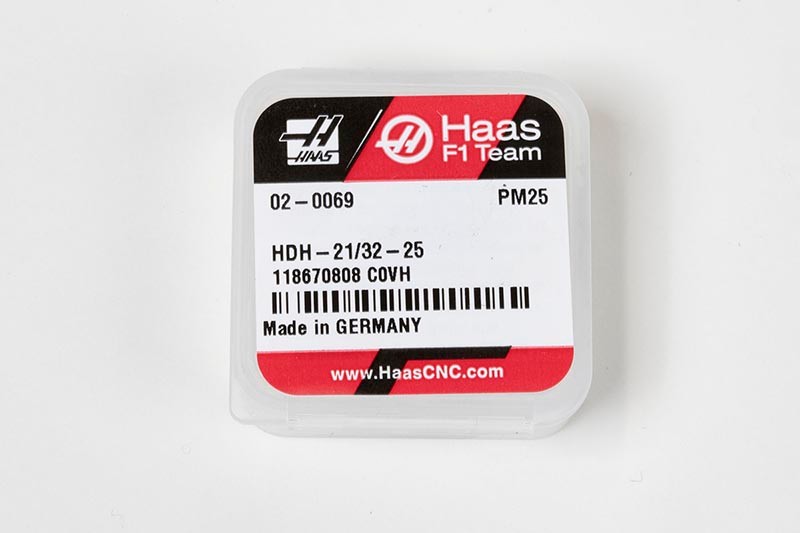 HAAS
Haas
F1 Team
02-0069 PM25
HDH-21/32-25
118670808 C0VH
Made in GERMANY
www.HaasCNC.com